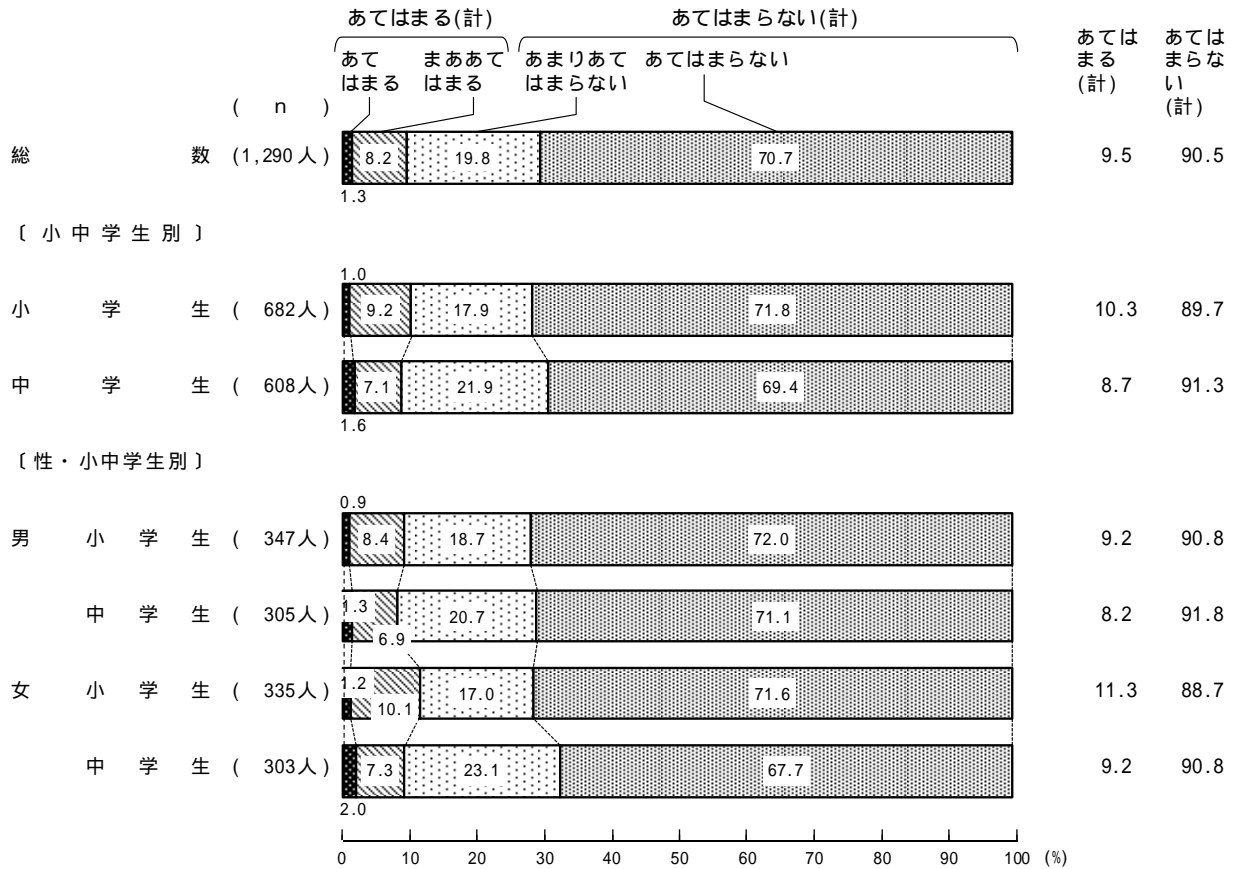 あてはまる(計) あてはまらない(計)
あて
はまる
まああて
はまる
あまりあて
はまらない
あてはまらない
あては
まる
(計)
あては
まらな
い
(計)
( n )
総 数 (1,290人) 8.2 19.8 70.7 9.5 90.5
1.3
〔小中学生別〕
1.0
小 学 生 ( 682人) 9.2 17.9 71.8 10.3 89.7
中 学 生 ( 608人) 7.1 21.9 69.4 8.7 91.3
1.6
〔性・小中学生別〕
0.9
男 小 学 生 ( 347人) 8.4 18.7 72.0 9.2 90.8
中 学 生 ( 305人) 1.3 6.9 20.7 71.1 8.2 91.8
女 小 学 生 ( 335人) 1.2 10.1 17.0 71.6 11.3 88.7
中 学 生 ( 303人) 7.3 23.1 67.7 9.2 90.8
2.0
0 10 20 30 40 50 60 70 80 90 100 (%)